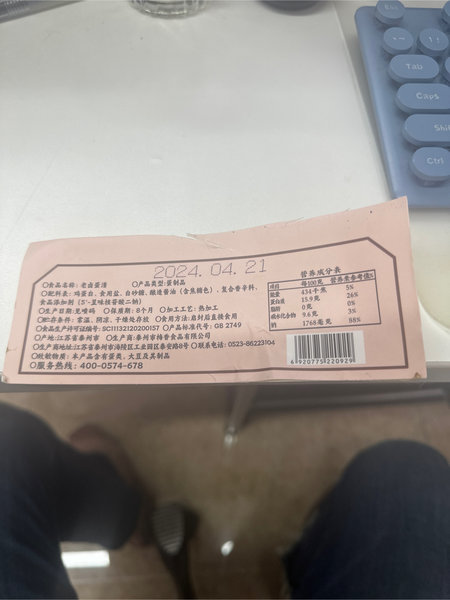 Esc
Tab
Caps
Shi
Ctrl
2024. 04. 21
食品名称: 老卤蛋清 产品类型: 蛋制品
配料表: 鸡蛋白、食用盐、白砂糖、酿造酱油(含焦糖色)、复合香辛料、
食品添加剂(5'-呈味核苷酸二钠)
生产日期: 见喷码 保质期: 8个月 加工工艺: 热加工
贮存条件: 常温、阴凉、干燥处存放 食用方法: 启封后直接食用
食品生产许可证编号: SC11132120200157 产品标准代号: GB 2749
产地: 江苏省泰州市 生产商: 泰州市楠香食品有限公司
生产商地址: 江苏省泰州市海陵区工业园区泰安路8号 联系电话: 0523-86223104
致敏物质: 本产品含有蛋类、大豆及其制品
服务热线: 400-0574-678
营养成分表
项目 每100克 营养素参考值%
能量 434千焦 5%
蛋白质 15.9克 26%
脂肪 0克 0%
碳水化合物 9.6克 3%
钠 1768毫克 88%
6 920775 220929